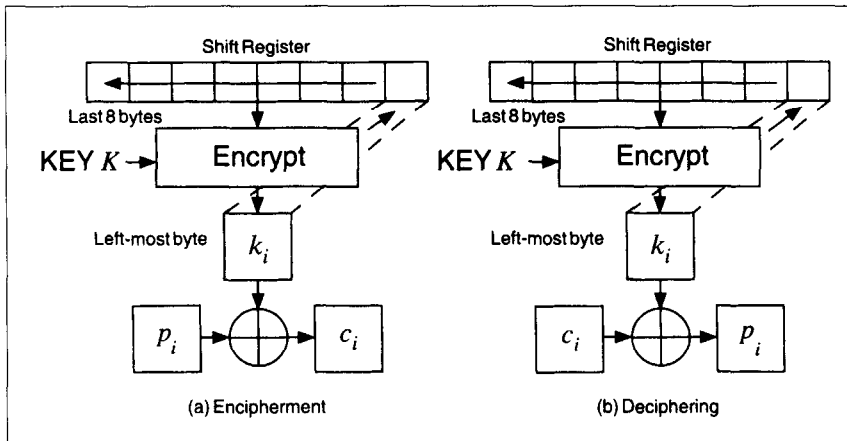 Shift Register
Last 8 bytes
KEY K
Encrypt
Left-most byte
k_i
p_i
c_i
(a) Encipherment
Shift Register
Last 8 bytes
KEY K
Encrypt
Left-most byte
k_i
c_i
p_i
(b) Deciphering